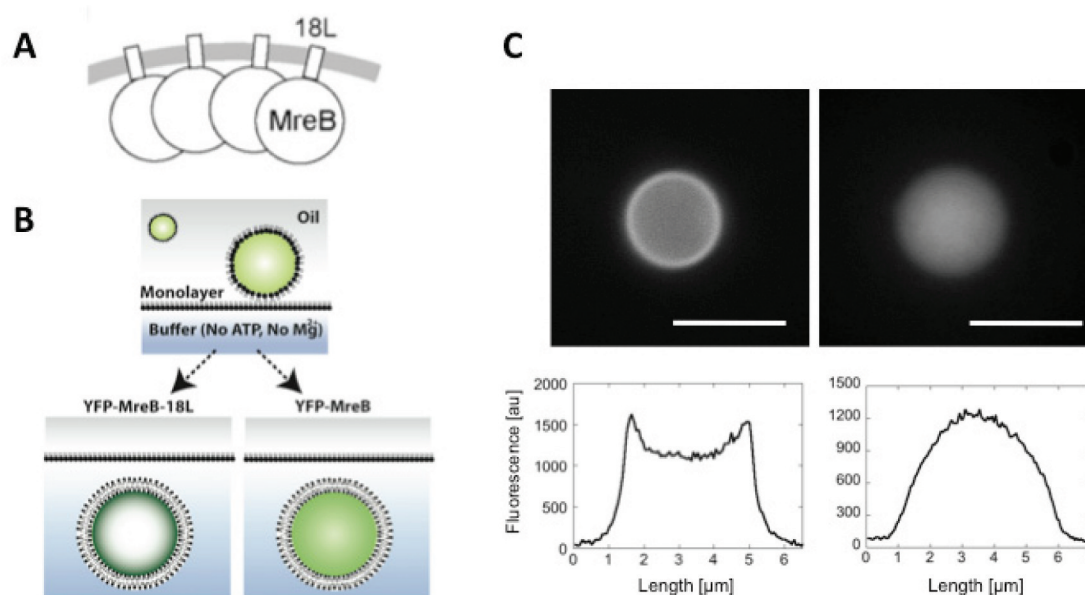 A
18L
MreB
B
Oil
Monolayer
Buffer (No ATP, No Mg²⁺)
YFP-MreB-18L
YFP-MreB
C
2000
1500
1000
500
0
Fluorescence [au]
0 1 2 3 4 5 6
Length [µm]
1500
1200
900
600
300
0
0 1 2 3 4 5 6
Length [µm]